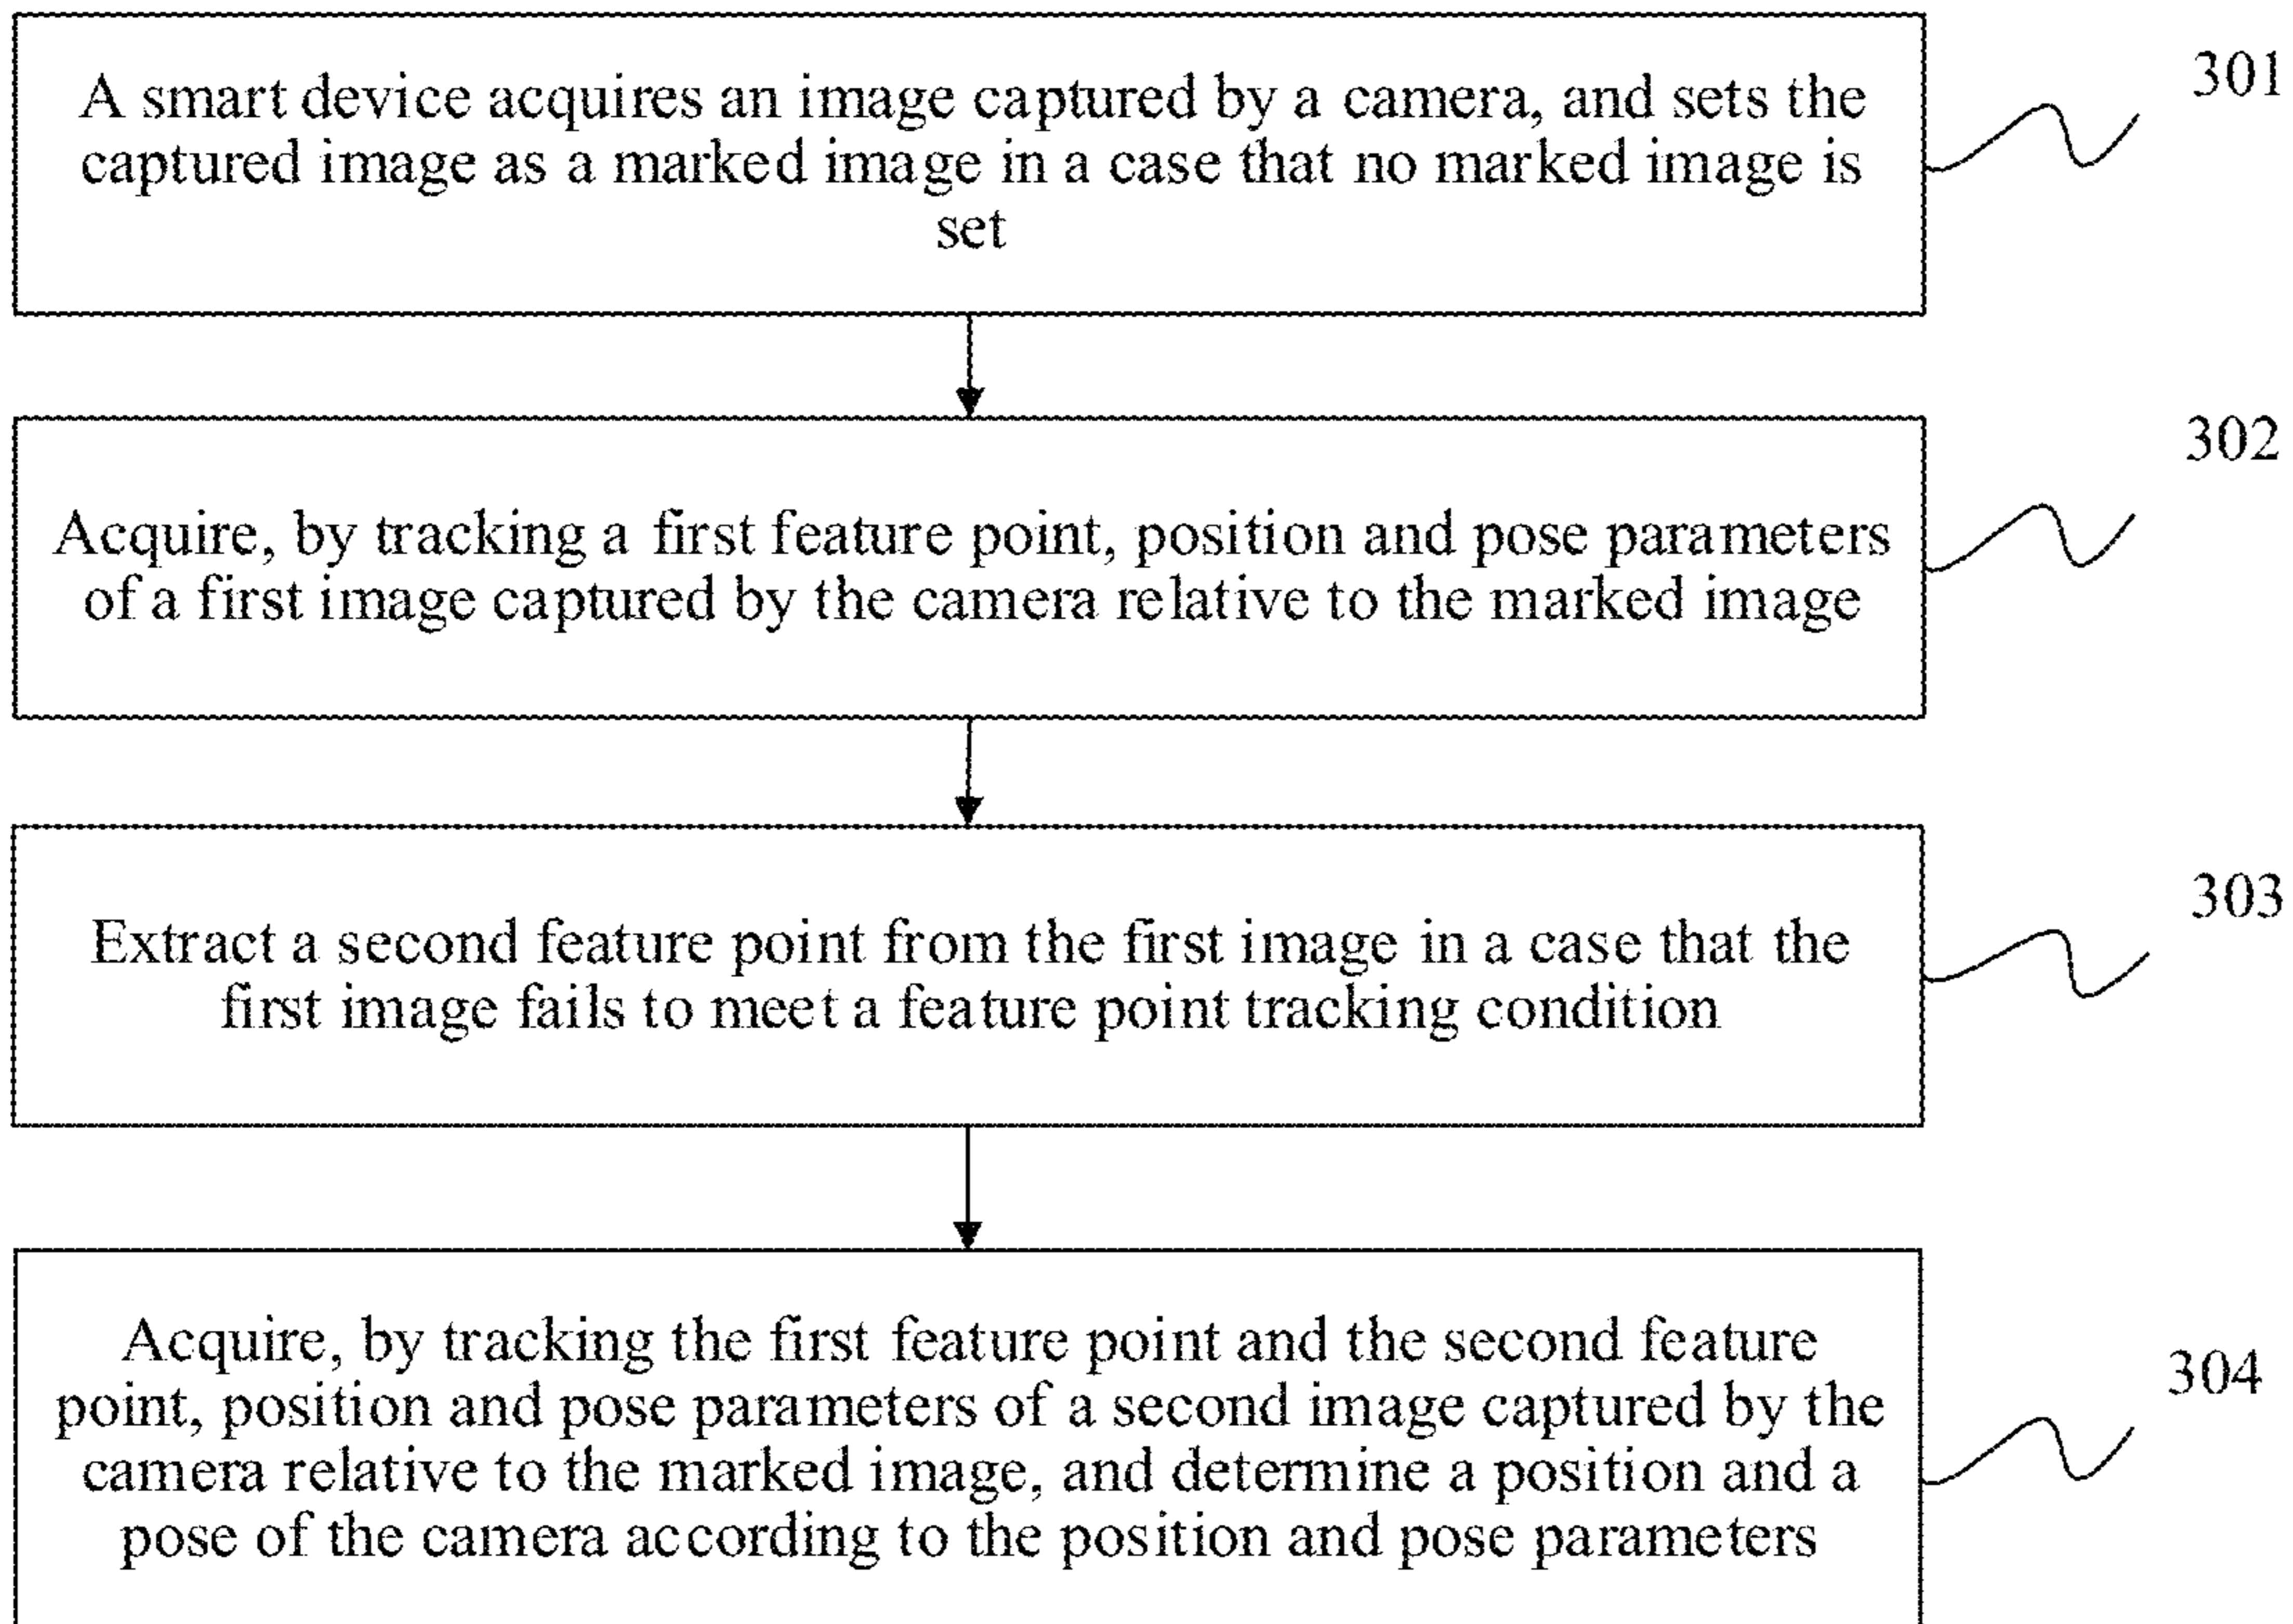 A smart device acquires an image captured by a camera, and sets the
captured image as a marked image in a case that no marked image is
set
301
Acquire, by tracking a first feature point, position and pose parameters
of a first image captured by the camera relative to the marked image
302
Extract a second feature point from the first image in a case that the
first image fails to meet a feature point tracking condition
303
Acquire, by tracking the first feature point and the second feature
point, position and pose parameters of a second image captured by the
camera relative to the marked image, and determine a position and a
pose of the camera according to the position and pose parameters
304